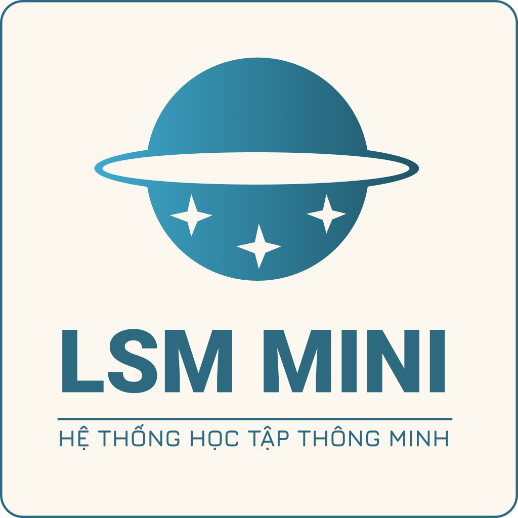 LSM MINI
HỆ THỐNG HỌC TẬP THÔNG MINH